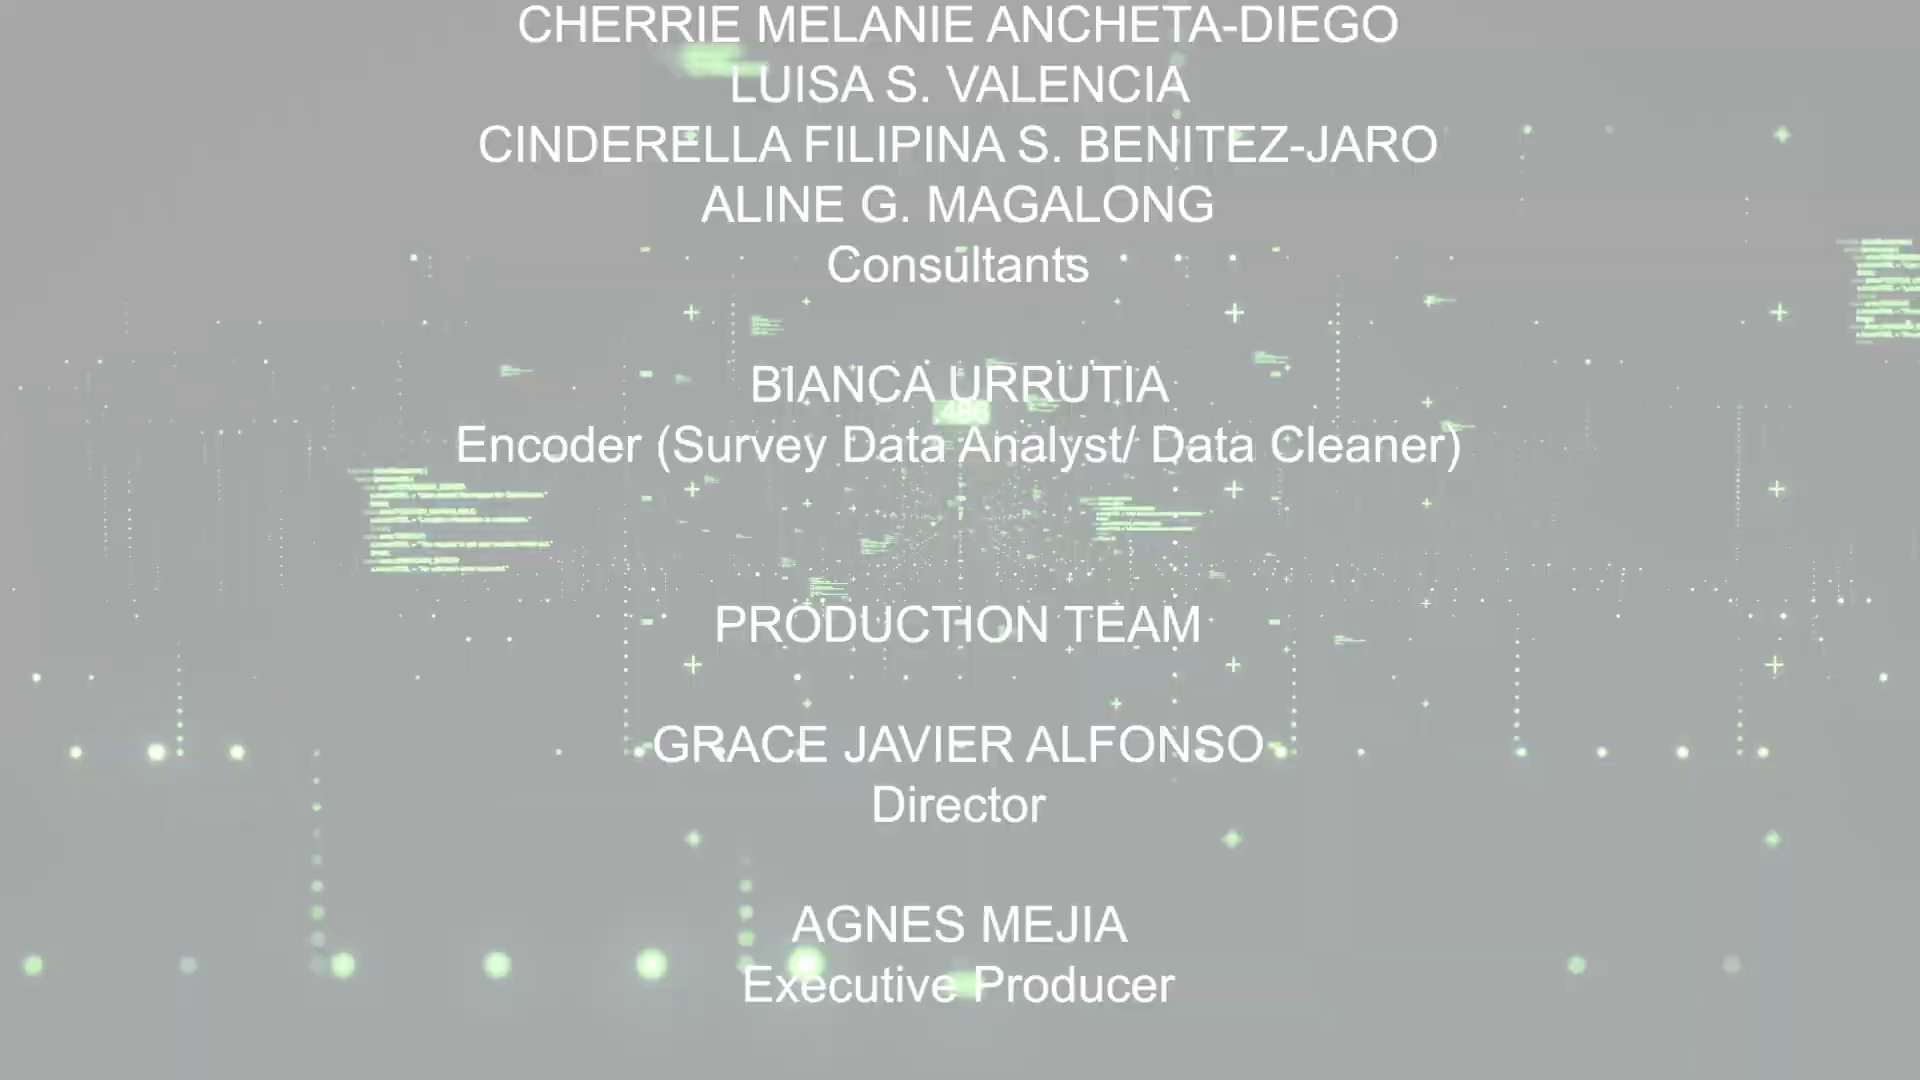 CHERRIE MELANIE ANCHETA-DIEGO
LUISA S. VALENCIA
CINDERELLA FILIPINA S. BENITEZ-JARO
ALINE G. MAGALONG
Consultants
BIANCA URRUTIA
.486
Encoder (Survey Data Analyst/ Data Cleaner)
PRODUCTION TEAM
GRACE JAVIER ALFONSO
Director
AGNES MEJIA
Executive Producer